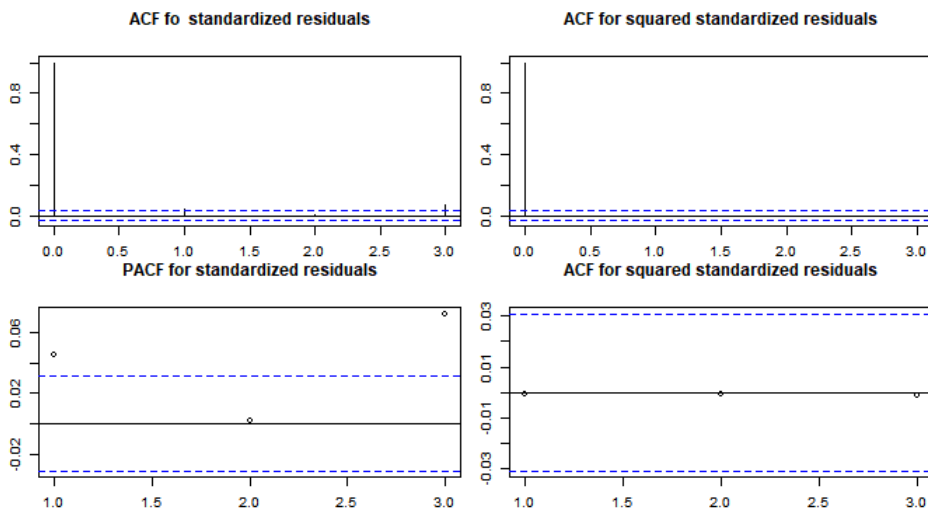 ACF fo  standardized residuals
ACF for squared standardized residuals
0.0 0.4 0.8
0.0 0.5 1.0 1.5 2.0 2.5 3.0
0.0 0.4 0.8
0.0 0.5 1.0 1.5 2.0 2.5 3.0
PACF for standardized residuals
ACF for squared standardized residuals
-0.02 0.02 0.06
1.0 1.5 2.0 2.5 3.0
-0.03 -0.01 0.01 0.03
1.0 1.5 2.0 2.5 3.0